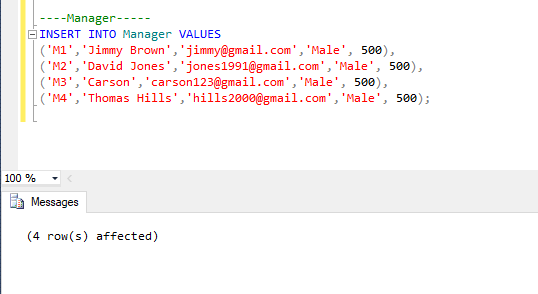 ----Manager-----
INSERT INTO Manager VALUES
('M1','Jimmy Brown','jimmy@gmail.com','Male', 500),
('M2','David Jones','jones1991@gmail.com','Male', 500),
('M3','Carson','carson123@gmail.com','Male', 500),
('M4','Thomas Hills','hills2000@gmail.com','Male', 500);
100 %
Messages
(4 row(s) affected)